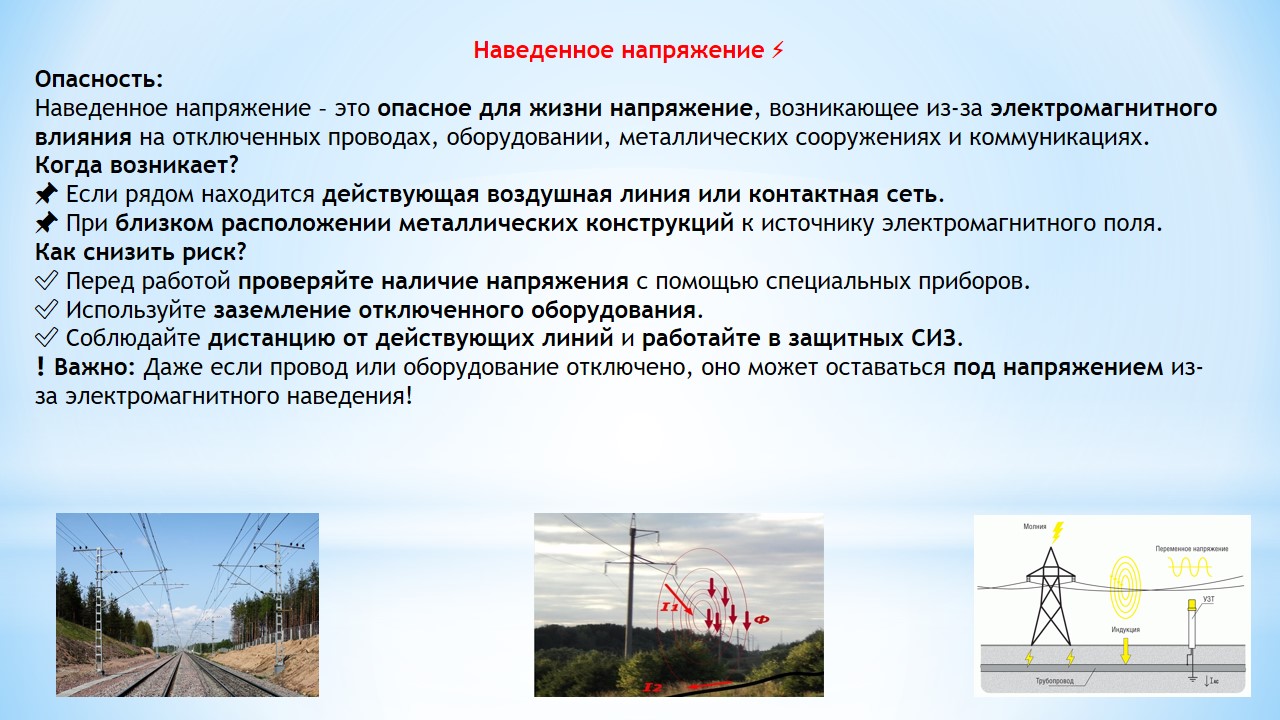 Наведенное напряжение ⚡
Опасность:
Наведенное напряжение – это опасное для жизни напряжение, возникающее из-за электромагнитного
влияния на отключенных проводах, оборудовании, металлических сооружениях и коммуникациях.
Когда возникает?
📌 Если рядом находится действующая воздушная линия или контактная сеть.
📌 При близком расположении металлических конструкций к источнику электромагнитного поля.
Как снизить риск?
✅ Перед работой проверяйте наличие напряжения с помощью специальных приборов.
✅ Используйте заземление отключенного оборудования.
✅ Соблюдайте дистанцию от действующих линий и работайте в защитных СИЗ.
❗ Важно: Даже если провод или оборудование отключено, оно может оставаться под напряжением из-
за электромагнитного наведения!
I1
Ф
I2
Молния
Переменное напряжение
УЗТ
Индукция
Трубопровод